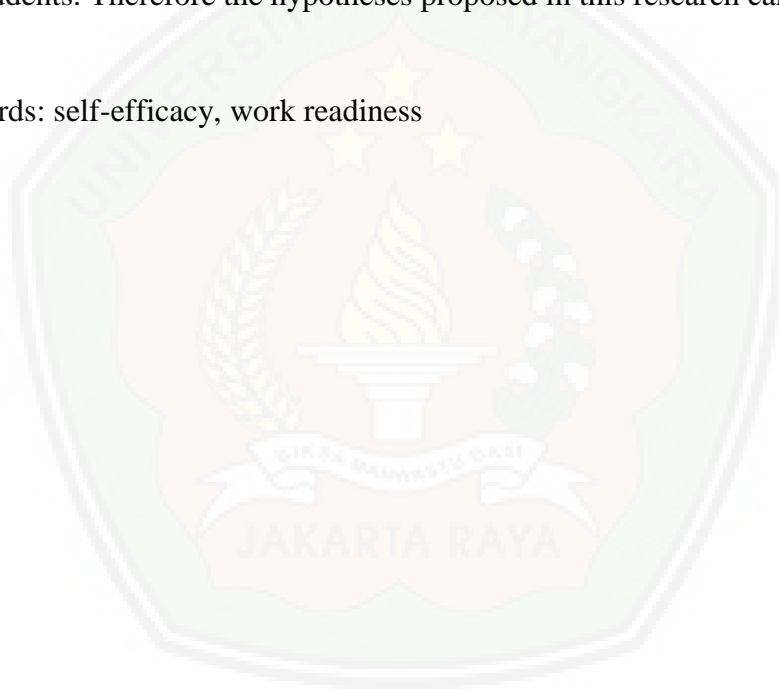 udents. Therefore the hypotheses proposed in this research ca
rds: self-efficacy, work readiness
JAKARTA RAYA